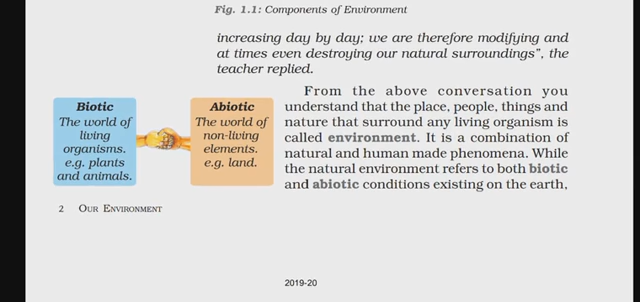 Fig. 1.1: Components of Environment
increasing day by day; we are therefore modifying and
at times even destroying our natural surroundings”, the
teacher replied.
Biotic
The world of
living
organisms.
e.g. plants
and animals.
Abiotic
The world of
non-living
elements.
e.g. land.
From the above conversation you
understand that the place, people, things and
nature that surround any living organism is
called environment. It is a combination of
natural and human made phenomena. While
the natural environment refers to both biotic
and abiotic conditions existing on the earth,
2 OUR ENVIRONMENT
2019-20